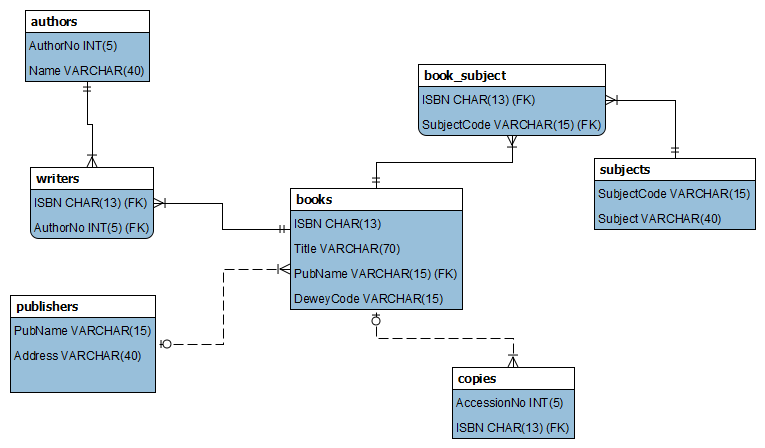 authors
AuthorNo INT(5)
Name VARCHAR(40)
book_subject
ISBN CHAR(13) (FK)
SubjectCode VARCHAR(15) (FK)
subjects
SubjectCode VARCHAR(15)
Subject VARCHAR(40)
writers
ISBN CHAR(13) (FK)
AuthorNo INT(5) (FK)
books
ISBN CHAR(13)
Title VARCHAR(70)
PubName VARCHAR(15) (FK)
DeweyCode VARCHAR(15)
publishers
PubName VARCHAR(15)
Address VARCHAR(40)
copies
AccessionNo INT(5)
ISBN CHAR(13) (FK)